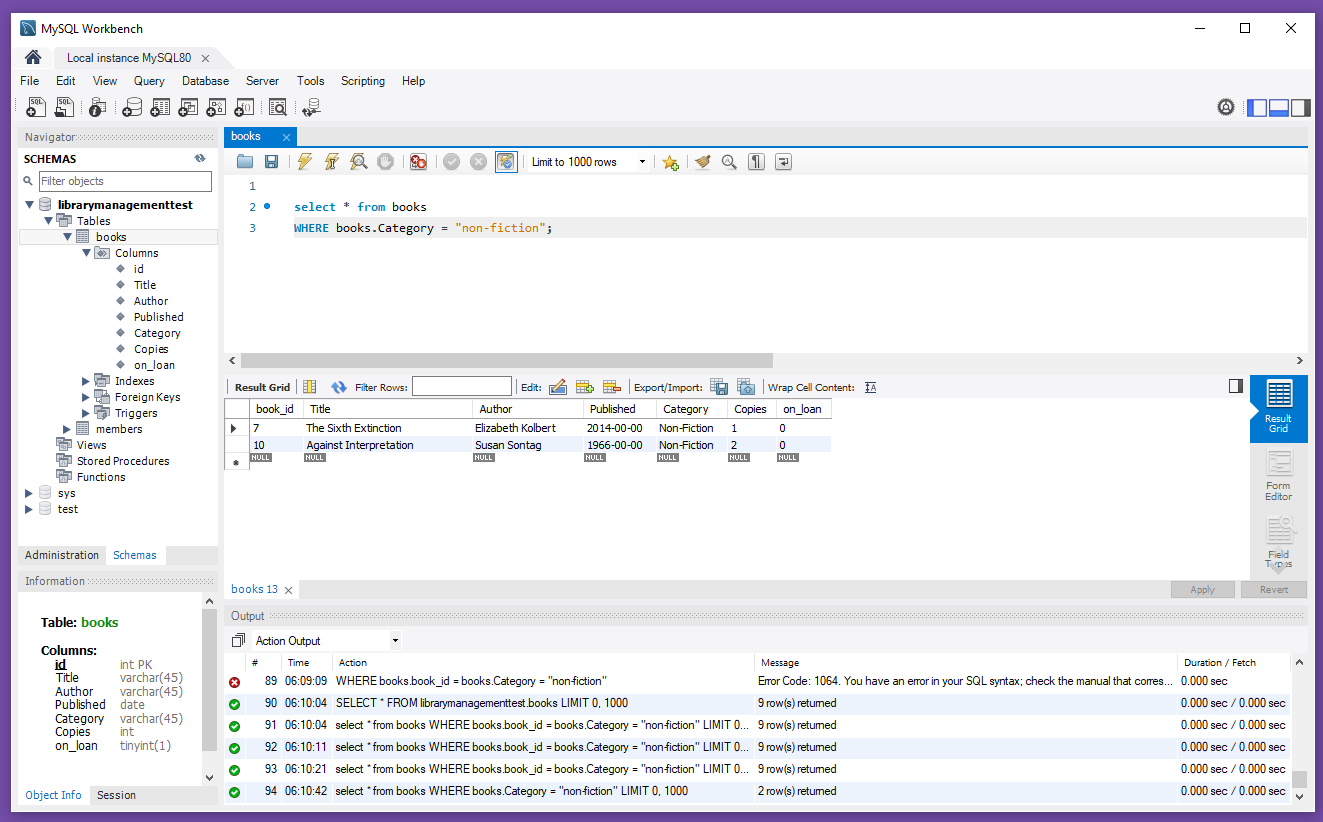 MySQL Workbench
Local instance MySQL80
File Edit View Query Database Server Tools Scripting Help
Navigator
SCHEMAS
Filter objects
librarymanagementtest
Tables
books
Columns
id
Title
Author
Published
Category
Copies
on_loan
Indexes
Foreign Keys
Triggers
members
Views
Stored Procedures
Functions
sys
test
Administration Schemas
Information
Table: books
Columns:
id int PK
Title varchar(45)
Author varchar(45)
Published date
Category varchar(45)
Copies int
on_loan tinyint(1)
Object Info Session
books
Limit to 1000 rows
1
2 select * from books
3 WHERE books.Category = "non-fiction";
Result Grid Filter Rows: Edit: Export/Import: Wrap Cell Content:
book_id Title Author Published Category Copies on_loan
7 The Sixth Extinction Elizabeth Kolbert 2014-00-00 Non-Fiction 1 0
10 Against Interpretation Susan Sontag 1966-00-00 Non-Fiction 2 0
NULL NULL NULL NULL NULL NULL NULL
Result
Grid
Form
Editor
Field
Types
books 13
Apply Revert
Output
Action Output
# Time Action Message Duration / Fetch
89 06:09:09 WHERE books.book_id = books.Category = "non-fiction" Error Code: 1064. You have an error in your SQL syntax; check the manual that corres... 0.000 sec
90 06:10:04 SELECT * FROM librarymanagementtest.books LIMIT 0, 1000 9 row(s) returned 0.000 sec / 0.000 sec
91 06:10:04 select * from books WHERE books.book_id = books.Category = "non-fiction" LIMIT 0... 9 row(s) returned 0.000 sec / 0.000 sec
92 06:10:11 select * from books WHERE books.book_id = books.Category = "non-fiction" LIMIT 0... 9 row(s) returned 0.000 sec / 0.000 sec
93 06:10:21 select * from books WHERE books.book_id = books.Category = "non-fiction" LIMIT 0... 9 row(s) returned 0.000 sec / 0.000 sec
94 06:10:42 select * from books WHERE books.Category = "non-fiction" LIMIT 0, 1000 2 row(s) returned 0.000 sec / 0.000 sec